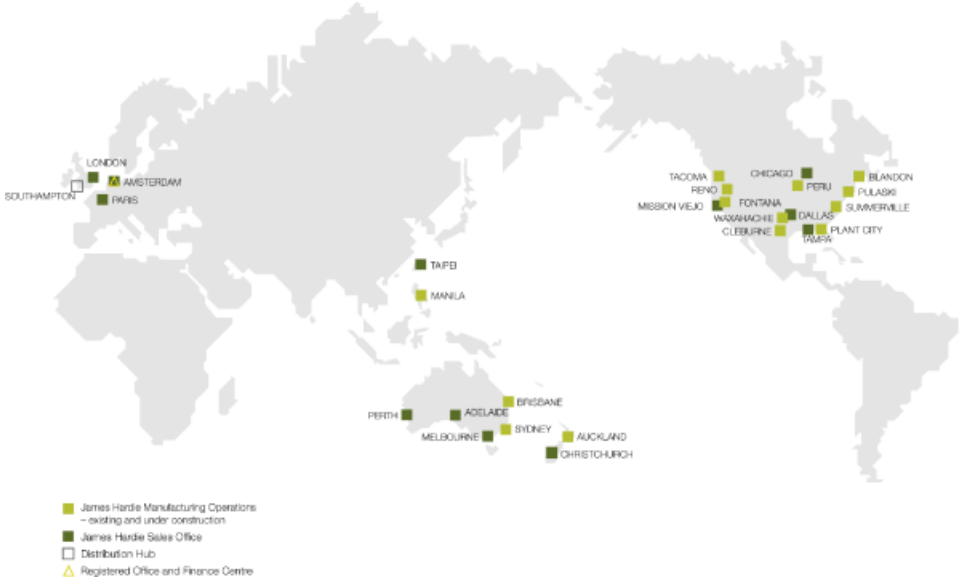 LONDON
AMSTERDAM
SOUTHAMPTON
PARIS
TACOMA
CHICAGO
BLANDON
RENO
PERU
PULASKI
MISSION VIEJO
FONTANA
SUMMERVILLE
WAXAHACHIE
DALLAS
CLEBURNE
PLANT CITY
TAMPA
TAIPEI
MANILA
BRISBANE
PERTH
ADELAIDE
SYDNEY
MELBOURNE
AUCKLAND
CHRISTCHURCH
James Hardie Manufacturing Operations
– existing and under construction
James Hardie Sales Office
Distribution Hub
Registered Office and Finance Centre